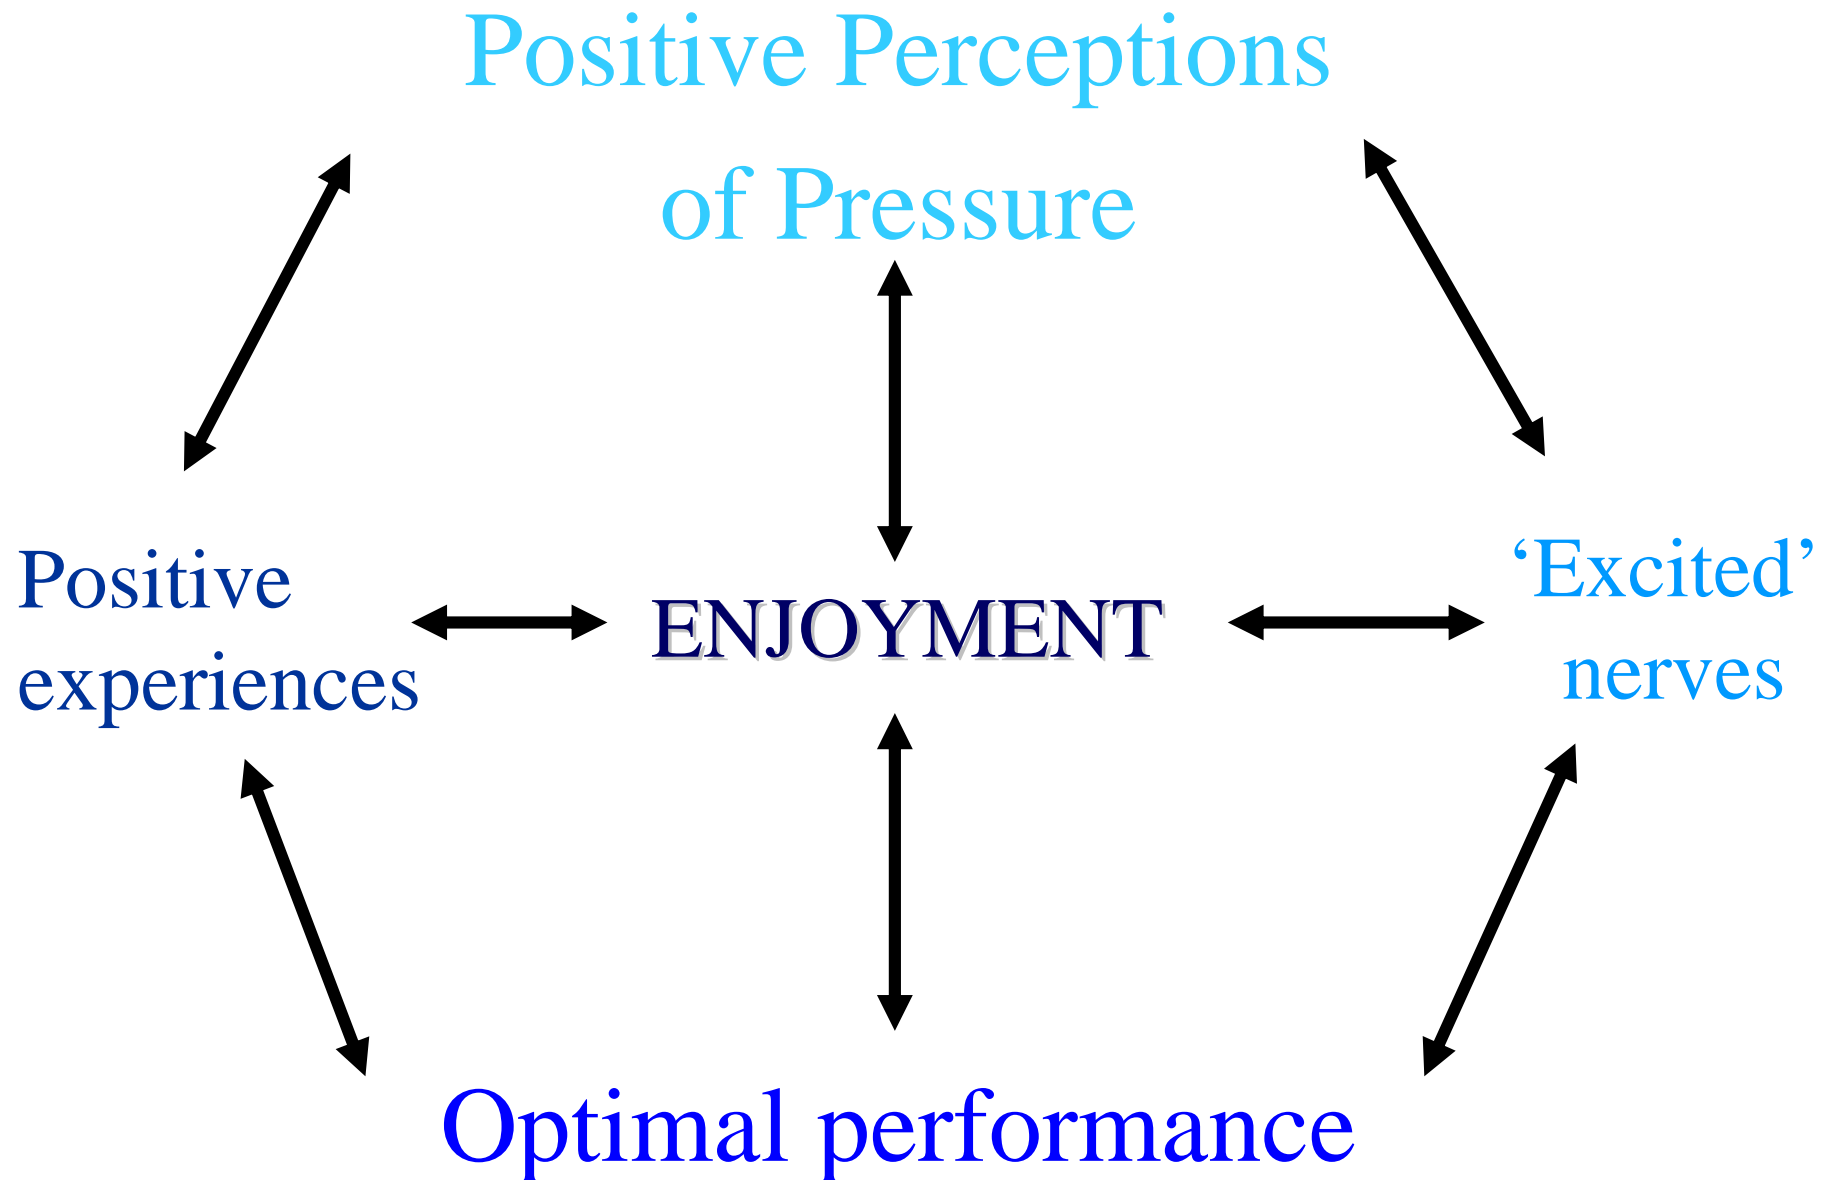 Positive Perceptions
of Pressure
Positive
experiences
ENJOYMENT
‘Excited’
nerves
Optimal performance